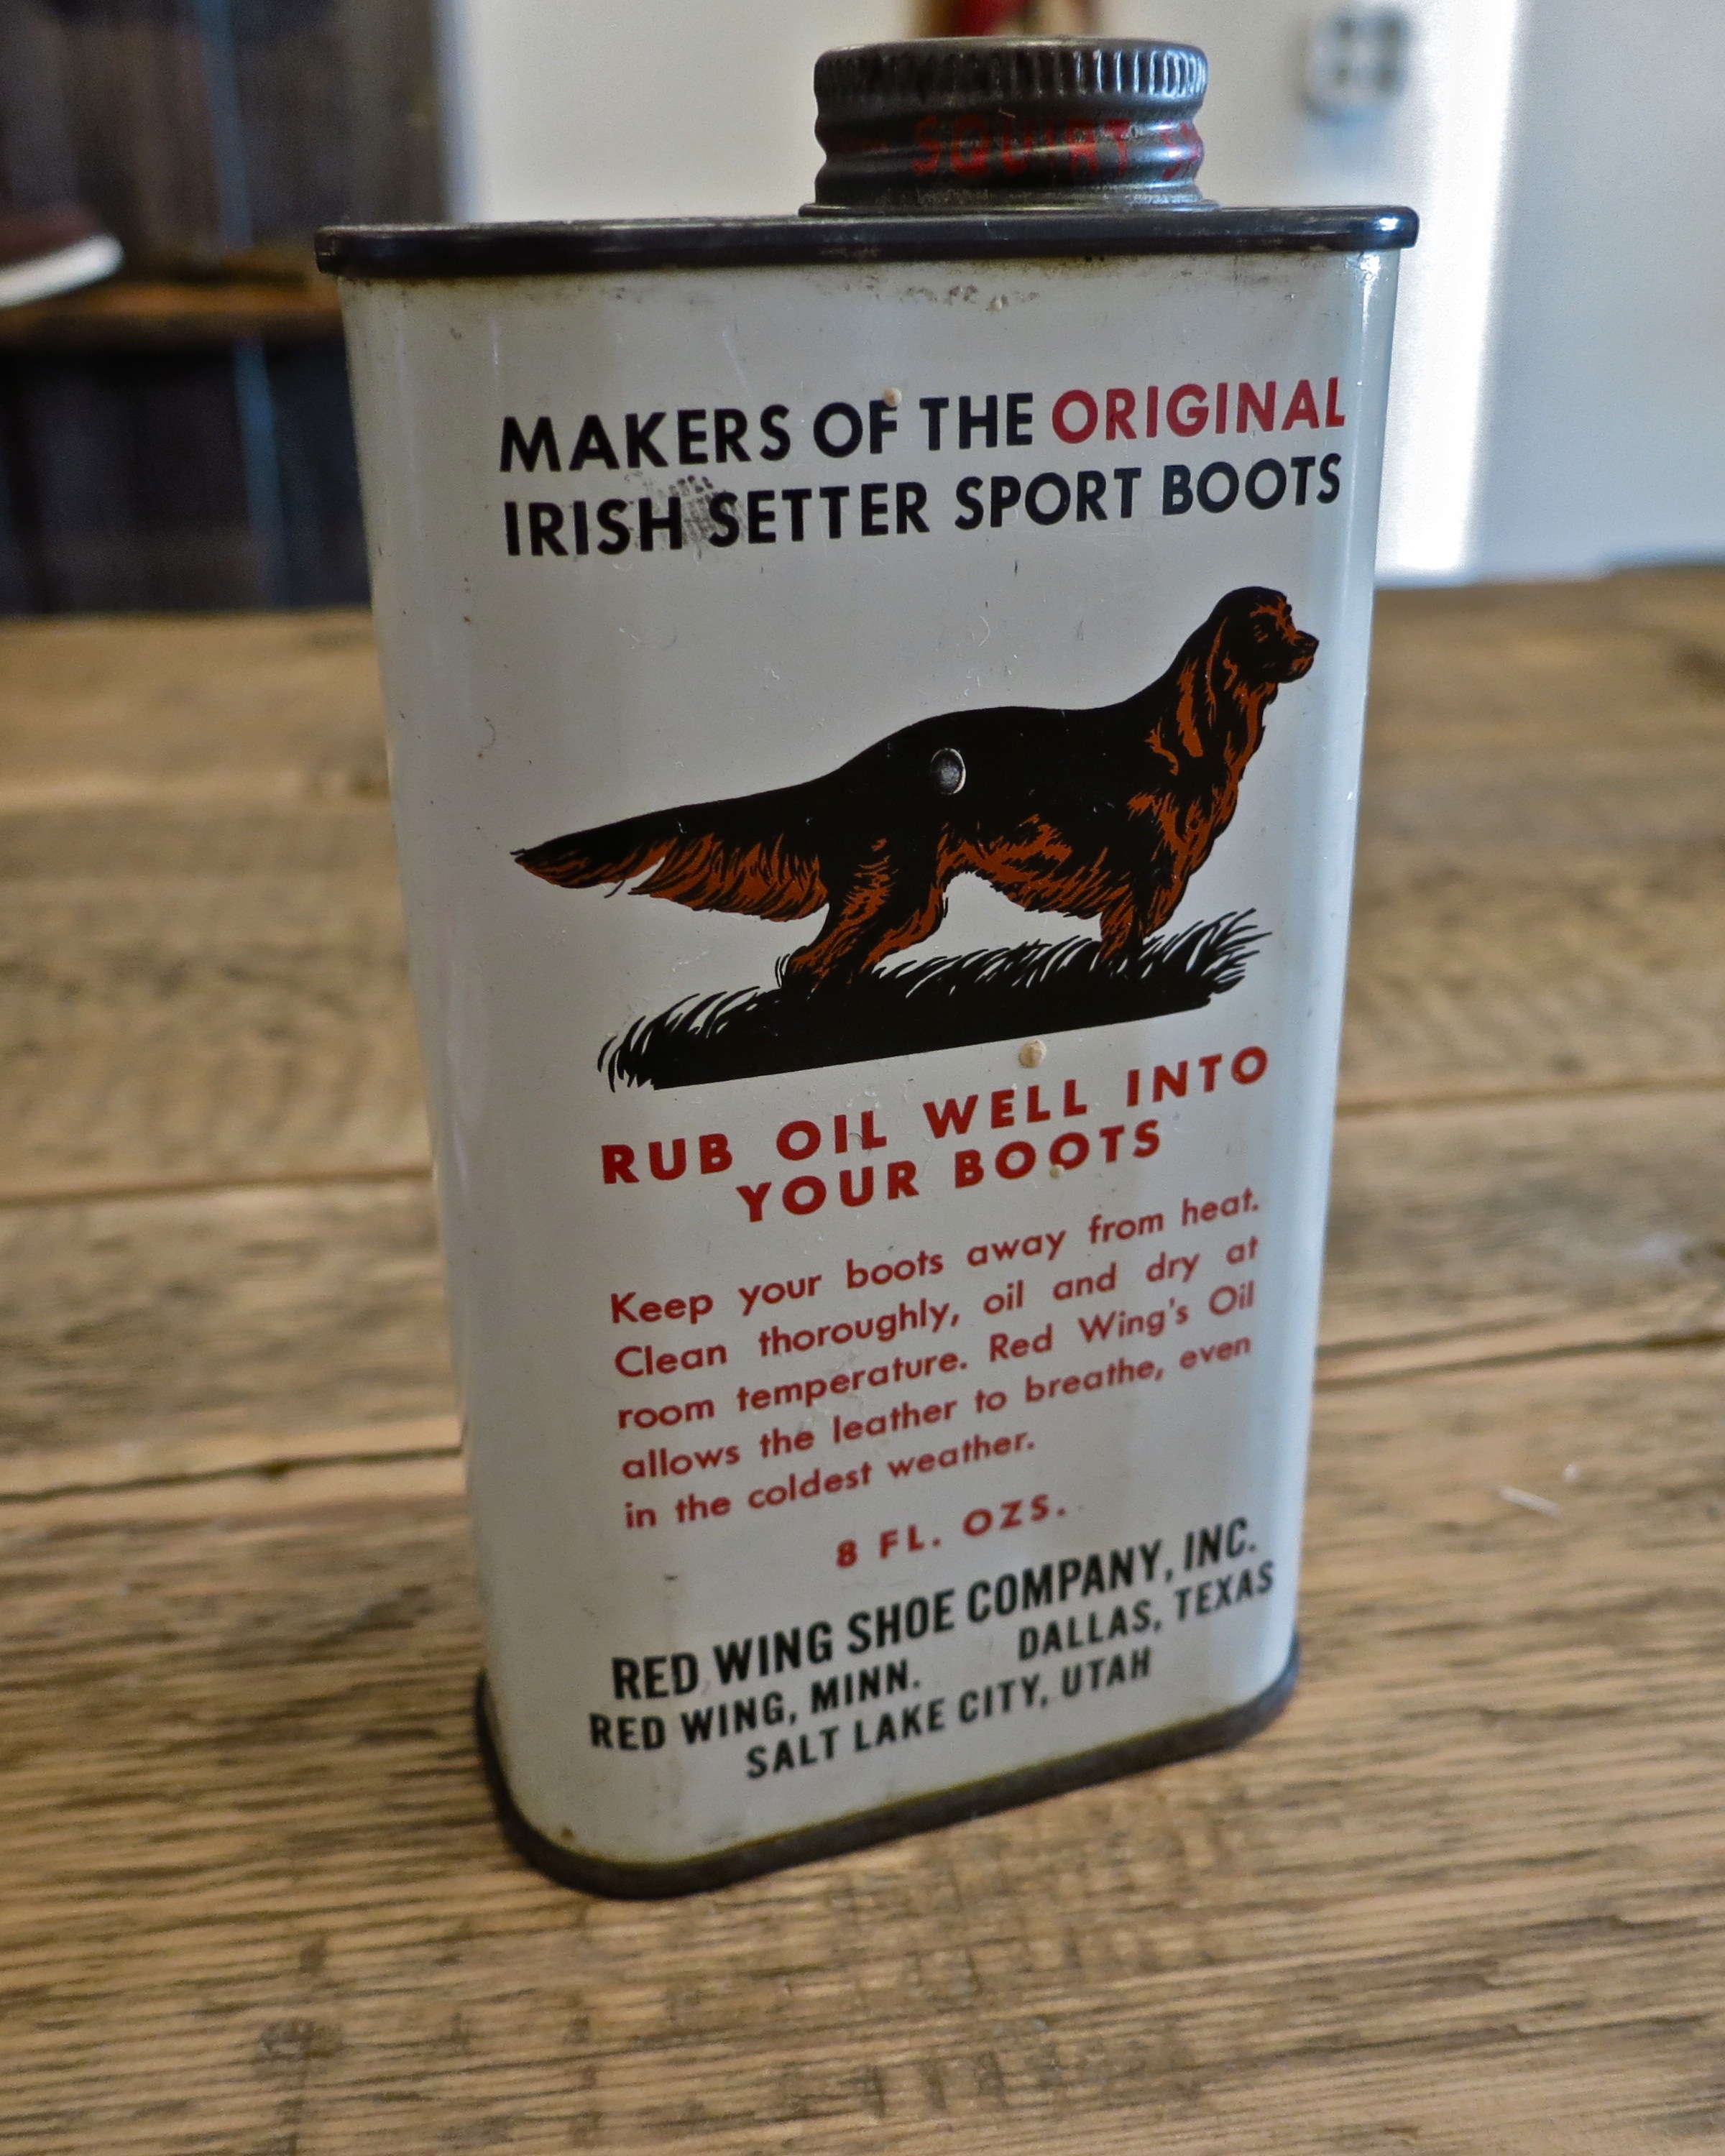 SQUIRT
MAKERS OF THE ORIGINAL
IRISH SETTER SPORT BOOTS
RUB OIL WELL INTO
YOUR BOOTS
Keep your boots away from heat.
Clean thoroughly, oil and dry at
room temperature. Red Wing's Oil
allows the leather to breathe, even
in the coldest weather.
8 FL. OZS.
RED WING SHOE COMPANY, INC.
RED WING, MINN. DALLAS, TEXAS
SALT LAKE CITY, UTAH